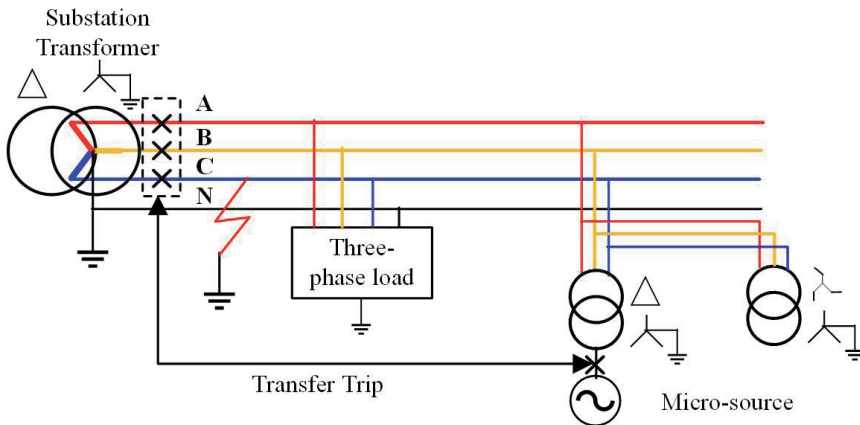 Substation
Transformer
A
B
C
N
Three-
phase load
Transfer Trip
Micro-source